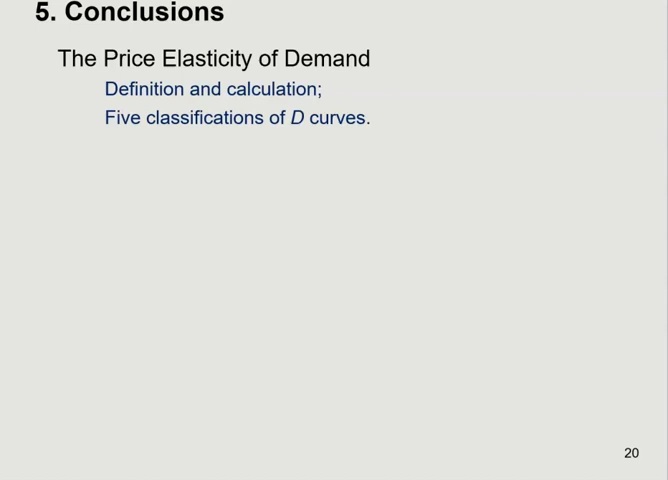 5. Conclusions
The Price Elasticity of Demand
Definition and calculation;
Five classifications of D curves.
20